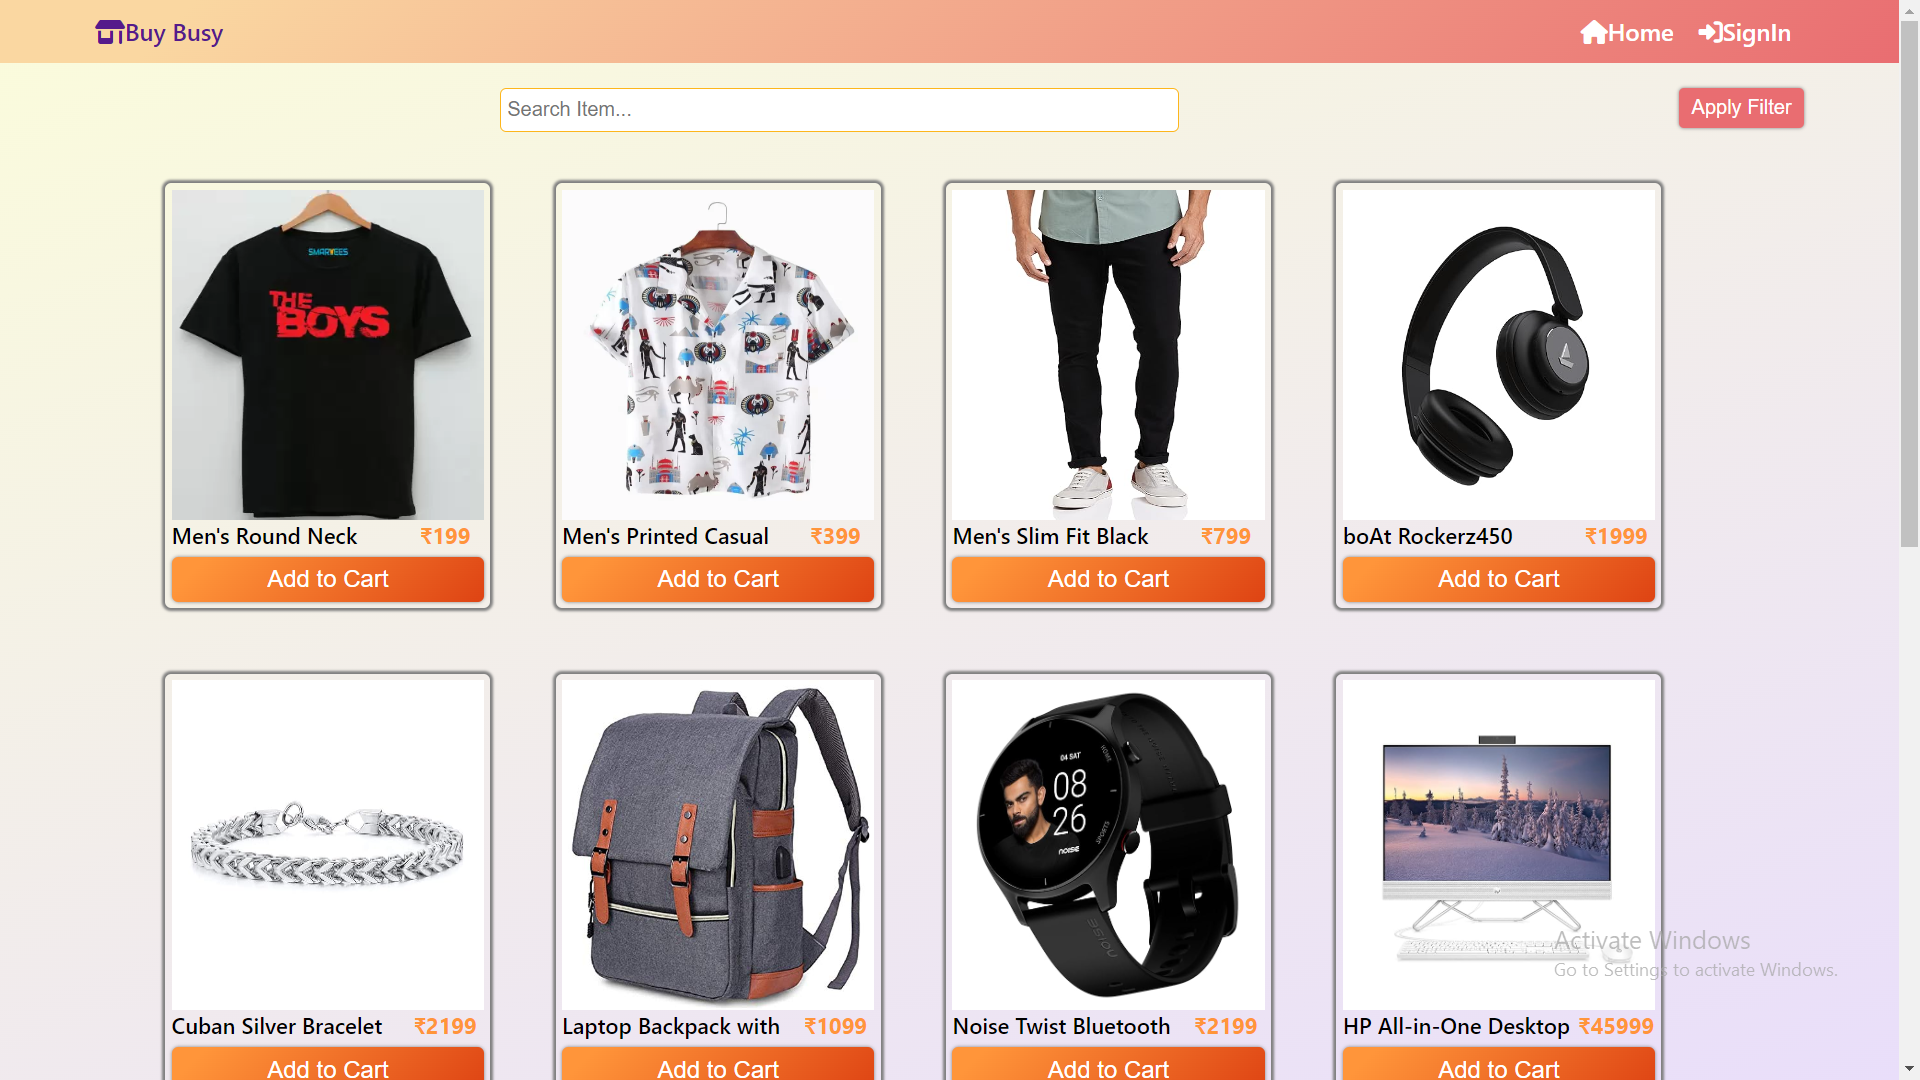 Buy Busy
Home
SignIn
Search Item...
Apply Filter
SMARTEES
THE
BOYS
Men's Round Neck ₹199
Men's Printed Casual ₹399
Men's Slim Fit Black ₹799
boAt Rockerz450 ₹1999
Add to Cart
Add to Cart
Add to Cart
Add to Cart
04 SAT
HOME
08
26
SPORTS
noise
noise
Cuban Silver Bracelet ₹2199
Laptop Backpack with ₹1099
Noise Twist Bluetooth ₹2199
HP All-in-One Desktop ₹45999
Add to Cart
Add to Cart
Add to Cart
Add to Cart
Activate Windows
Go to Settings to activate Windows.